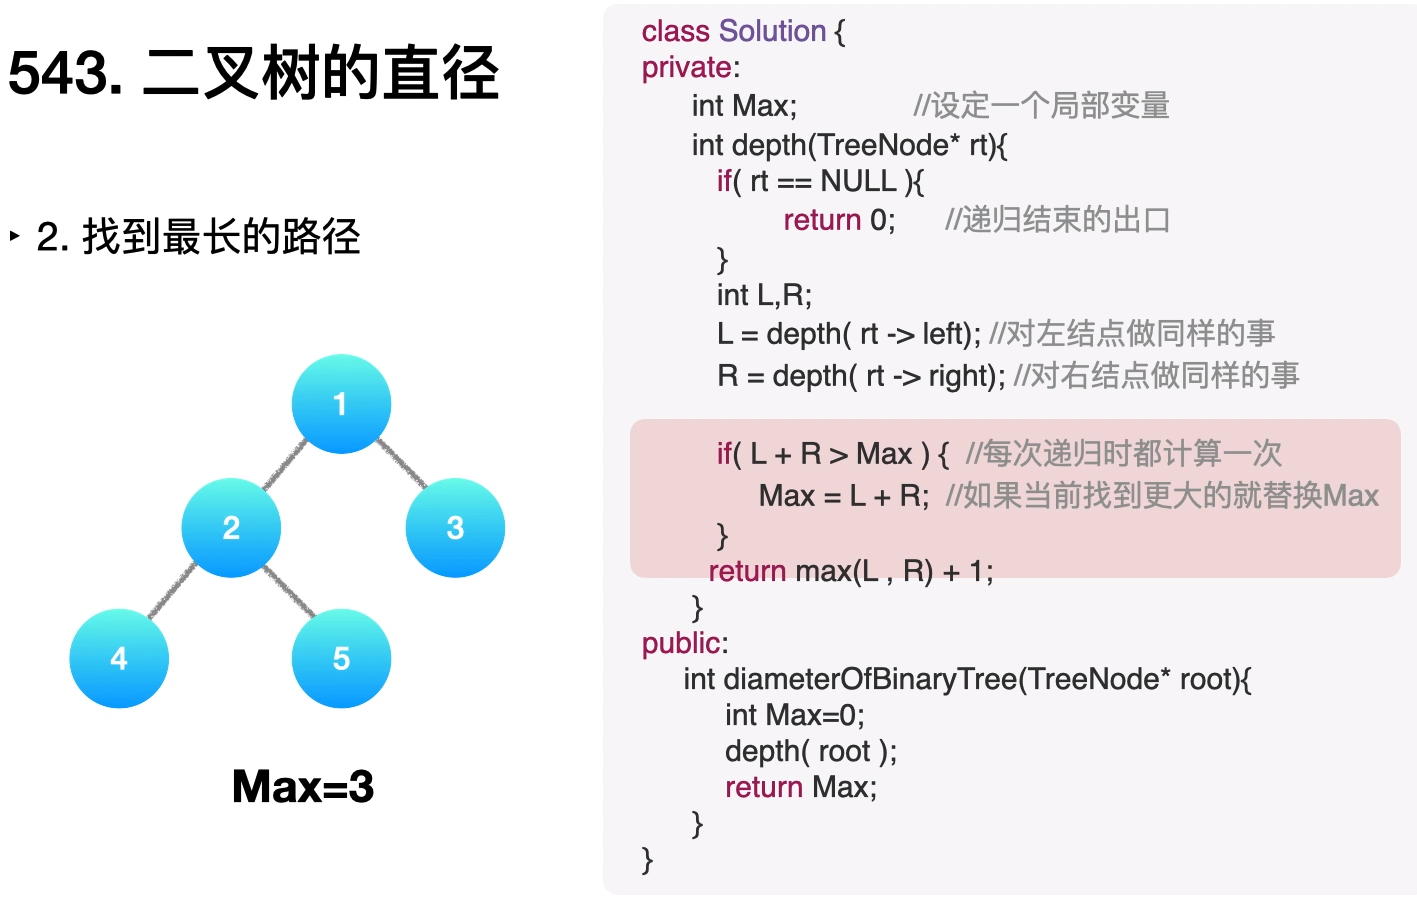 543. 二叉树的直径
‣ 2. 找到最长的路径
1
2
3
4
5
Max=3
class Solution {
private:
int Max; //设定一个局部变量
int depth(TreeNode* rt){
if( rt == NULL ){
return 0; //递归结束的出口
}
int L,R;
L = depth( rt -> left); //对左结点做同样的事
R = depth( rt -> right); //对右结点做同样的事
if( L + R > Max ) { //每次递归时都计算一次
Max = L + R; //如果当前找到更大的就替换Max
}
return max(L , R) + 1;
}
public:
int diameterOfBinaryTree(TreeNode* root){
int Max=0;
depth( root );
return Max;
}
}